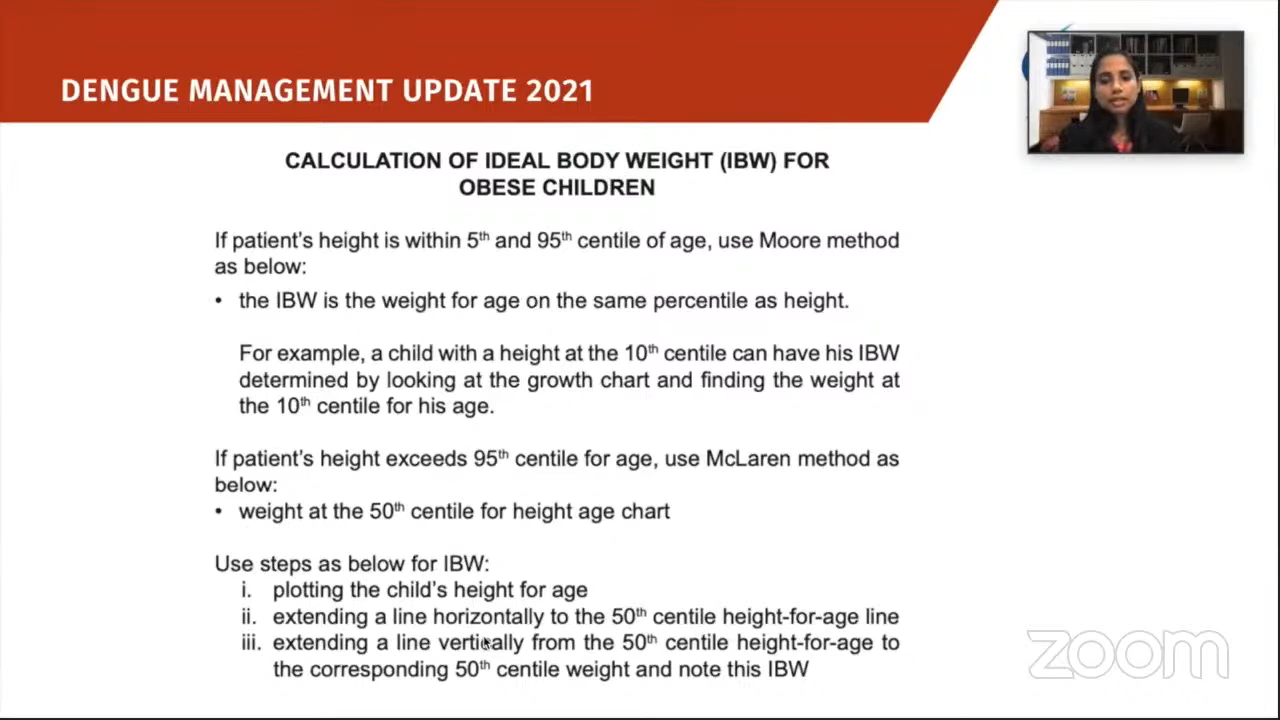 DENGUE MANAGEMENT UPDATE 2021
CALCULATION OF IDEAL BODY WEIGHT (IBW) FOR
OBESE CHILDREN
If patient's height is within 5th and 95th centile of age, use Moore method
as below:
• the IBW is the weight for age on the same percentile as height.
For example, a child with a height at the 10th centile can have his IBW
determined by looking at the growth chart and finding the weight at
the 10th centile for his age.
If patient's height exceeds 95th centile for age, use McLaren method as
below:
• weight at the 50th centile for height age chart
Use steps as below for IBW:
i. plotting the child's height for age
ii. extending a line horizontally to the 50th centile height-for-age line
iii. extending a line vertically from the 50th centile height-for-age to
the corresponding 50th centile weight and note this IBW
zoom